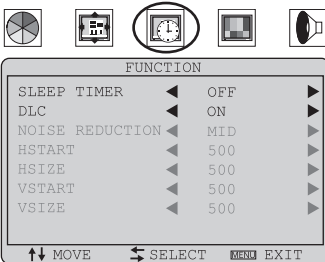 FUNCTION
SLEEP TIMER ◀ OFF ▶
DLC ◀ ON ▶
NOISE REDUCTION ◀ MID ▶
HSTART ◀ 500 ▶
HSIZE ◀ 500 ▶
VSTART ◀ 500 ▶
VSIZE ◀ 500 ▶
MOVE SELECT MENU EXIT